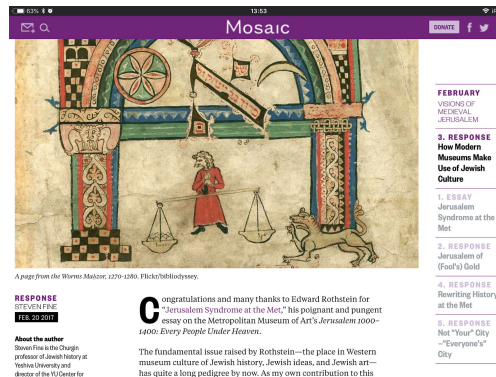 63%
13:53
Mosaic
DONATE
A page from the Worms Maḥzor, 1270-1280. Flickr/bibliodyssey.
RESPONSE
STEVEN FINE
FEB. 20 2017
About the author
Steven Fine is the Churgin
professor of Jewish history at
Yeshiva University and
director of the YU Center for
Congratulations and many thanks to Edward Rothstein for
“Jerusalem Syndrome at the Met,” his poignant and pungent
essay on the Metropolitan Museum of Art’s Jerusalem 1000–
1400: Every People Under Heaven.
The fundamental issue raised by Rothstein—the place in Western
museum culture of Jewish history, Jewish ideas, and Jewish art—
has quite a long pedigree by now. As my own contribution to this
FEBRUARY
VISIONS OF
MEDIEVAL
JERUSALEM
3. RESPONSE
How Modern
Museums Make
Use of Jewish
Culture
1. ESSAY
Jerusalem
Syndrome at the
Met
2. RESPONSE
Jerusalem of
(Fool's) Gold
4. RESPONSE
Rewriting History
at the Met
5. RESPONSE
Not "Your" City
–"Everyone's"
City